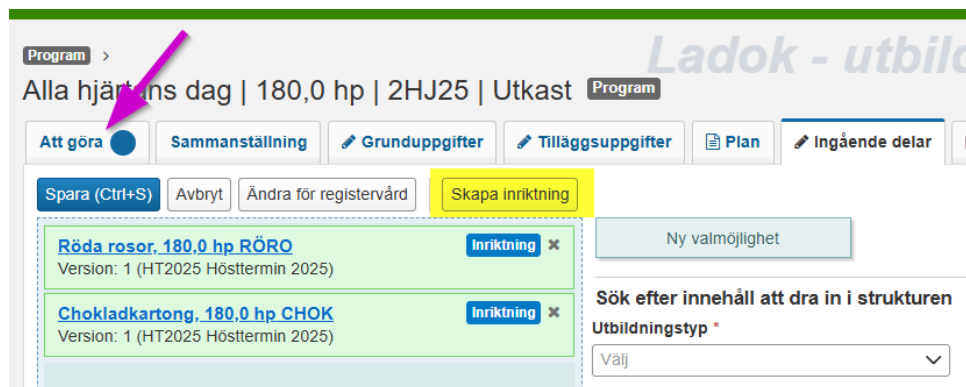 Program >
Ladok - utbild
Alla hjärtans dag | 180,0 hp | 2HJ25 | Utkast Program
Att göra Sammanställning Grunduppgifter Tilläggsuppgifter Plan Ingående delar
Spara (Ctrl+S) Avbryt Ändra för registervård Skapa inriktning
Röda rosor, 180,0 hp RÖRO Inriktning ×
Version: 1 (HT2025 Hösttermin 2025)
Chokladkartong, 180,0 hp CHOK Inriktning ×
Version: 1 (HT2025 Hösttermin 2025)
Ny valmöjlighet
Sök efter innehåll att dra in i strukturen
Utbildningstyp *
Välj